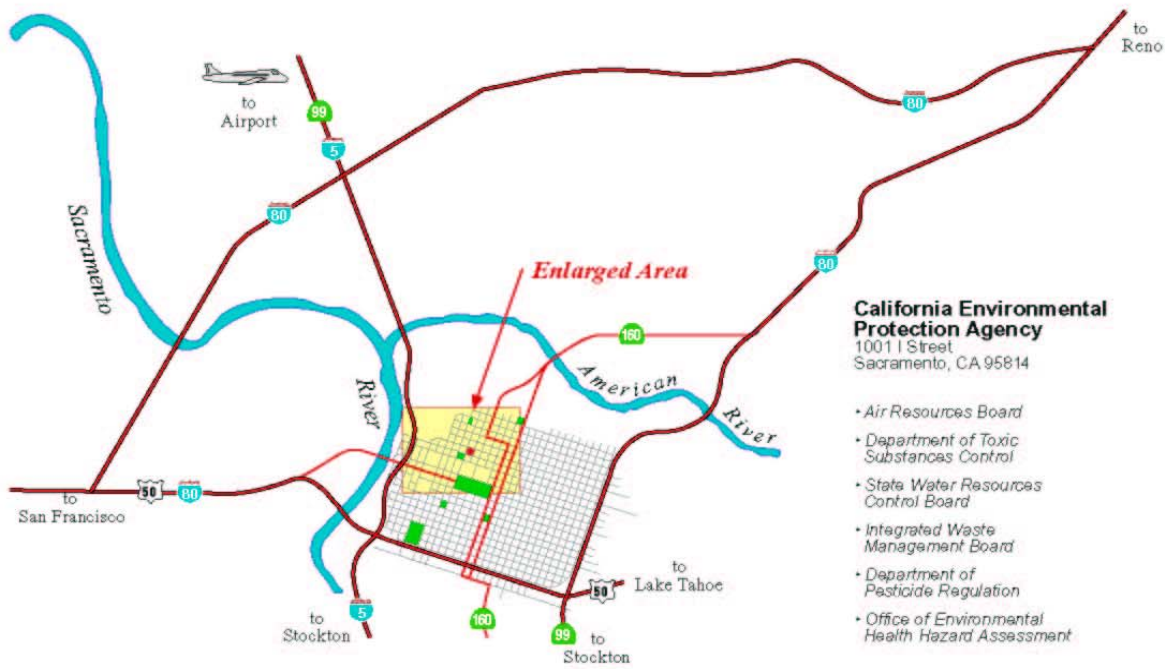 to
Reno
to
Airport
99
5
80
80
80
Sacramento
River
Enlarged Area
160
American
River
California Environmental
Protection Agency
1001 I Street
Sacramento, CA 95814
‣ Air Resources Board
‣ Department of Toxic
Substances Control
‣ State Water Resources
Control Board
‣ Integrated Waste
Management Board
‣ Department of
Pesticide Regulation
‣ Office of Environmental
Health Hazard Assessment
50
80
to
San Francisco
to
Lake Tahoe
50
to
Stockton
5
160
99
to
Stockton